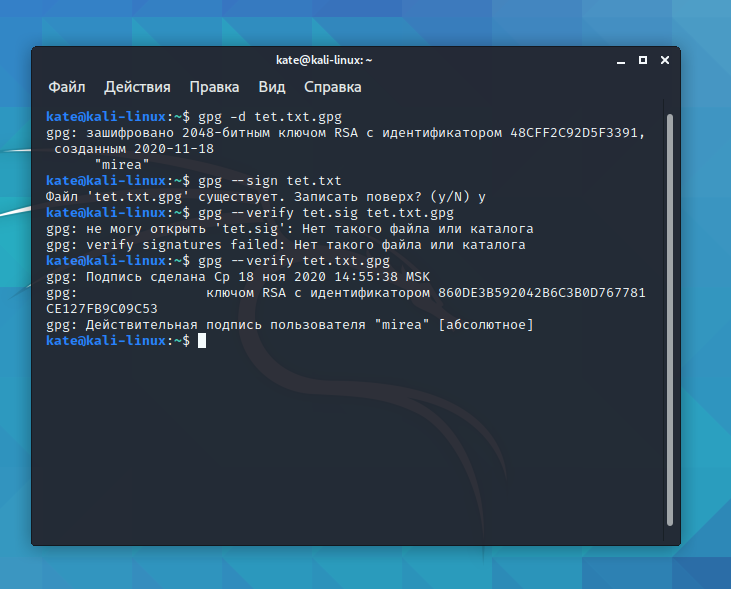 kate@kali-linux:~
Файл Действия Правка Вид Справка
kate@kali-linux:~$ gpg -d tet.txt.gpg
gpg: зашифровано 2048-битным ключом RSA с идентификатором 48CFF2C92D5F3391,
созданным 2020-11-18
"mirea"
kate@kali-linux:~$ gpg --sign tet.txt
Файл 'tet.txt.gpg' существует. Записать поверх? (y/N) y
kate@kali-linux:~$ gpg --verify tet.sig tet.txt.gpg
gpg: не могу открыть 'tet.sig': Нет такого файла или каталога
gpg: verify signatures failed: Нет такого файла или каталога
kate@kali-linux:~$ gpg --verify tet.txt.gpg
gpg: Подпись сделана Ср 18 ноя 2020 14:55:38 MSK
gpg: ключом RSA с идентификатором 860DE3B592042B6C3B0D767781
CE127FB9C09C53
gpg: Действительная подпись пользователя "mirea" [абсолютное]
kate@kali-linux:~$